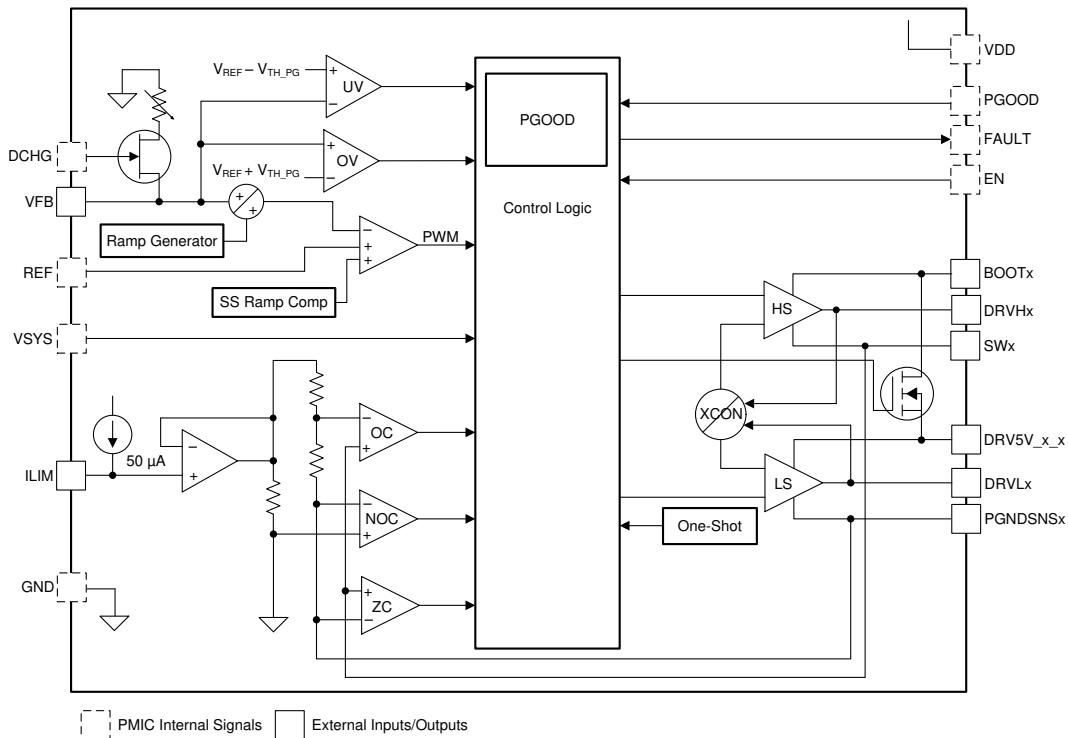 VDD
V_REF – V_TH_PG
+
UV
–
PGOOD
PGOOD
FAULT
DCHG
+
OV
V_REF + V_TH_PG
–
EN
VFB
+
+
Control Logic
Ramp Generator
–
+
+
PWM
REF
BOOTx
SS Ramp Comp
HS
DRVHx
VSYS
SWx
XCON
–
OC
+
50 µA
–
+
DRV5V_x_x
ILIM
LS
DRVLx
–
NOC
+
One-Shot
PGNDSNSx
GND
+
ZC
–
PMIC Internal Signals
External Inputs/Outputs